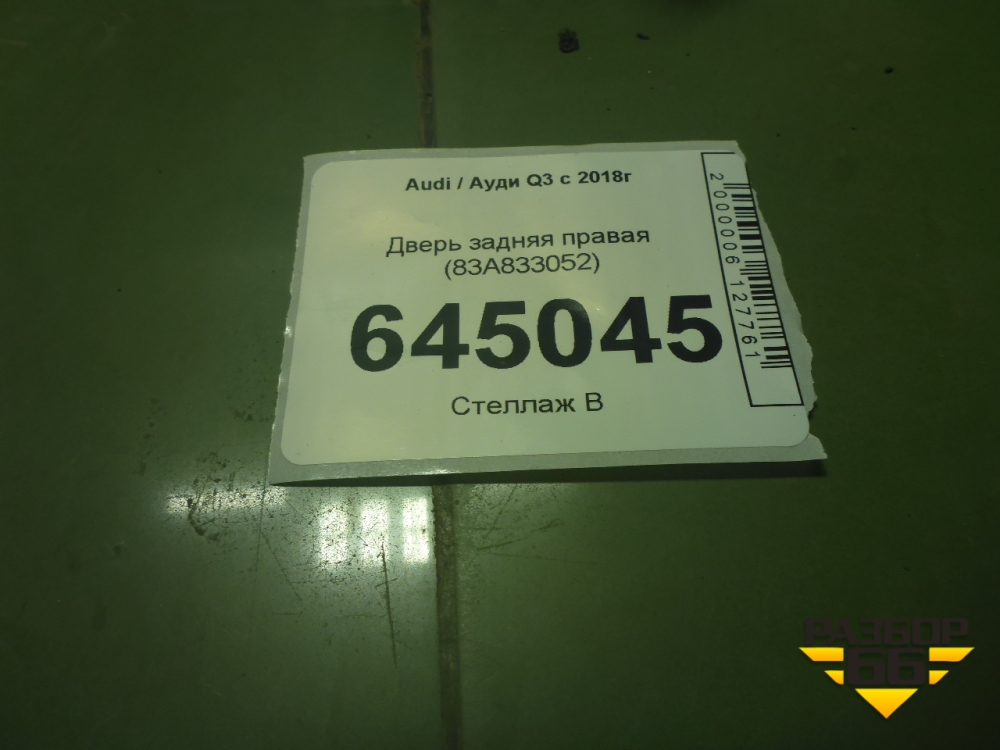 Audi / Ауди Q3 с 2018г
Дверь задняя правая
(83A833052)
645045
Стеллаж B
2000006127761
РАЗБОР
66